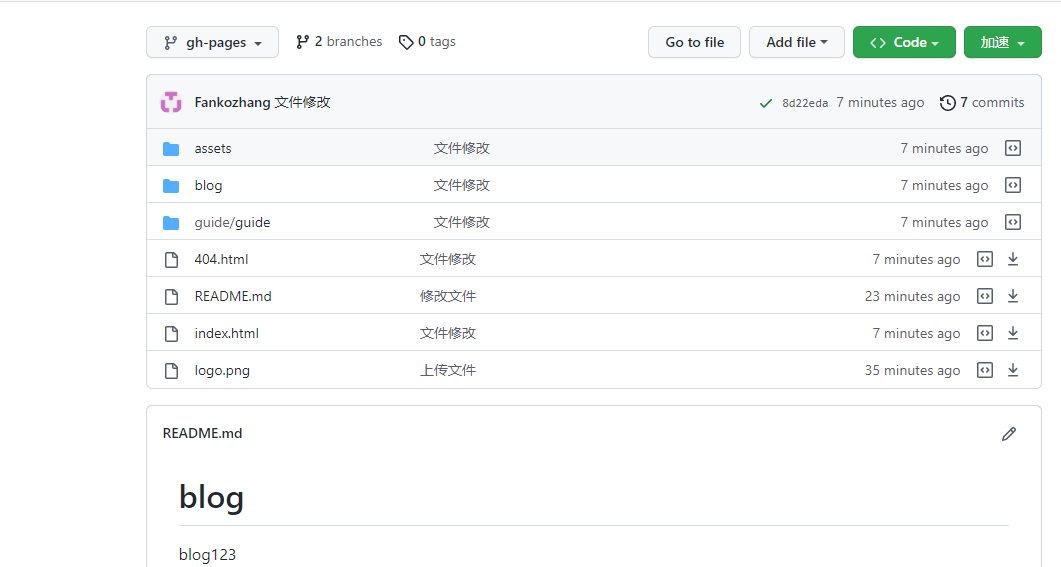 gh-pages 2 branches 0 tags Go to file Add file Code 加速
Fankozhang 文件修改 8d22eda 7 minutes ago 7 commits
assets 文件修改 7 minutes ago
blog 文件修改 7 minutes ago
guide/guide 文件修改 7 minutes ago
404.html 文件修改 7 minutes ago
README.md 修改文件 23 minutes ago
index.html 文件修改 7 minutes ago
logo.png 上传文件 35 minutes ago
README.md
blog
blog123